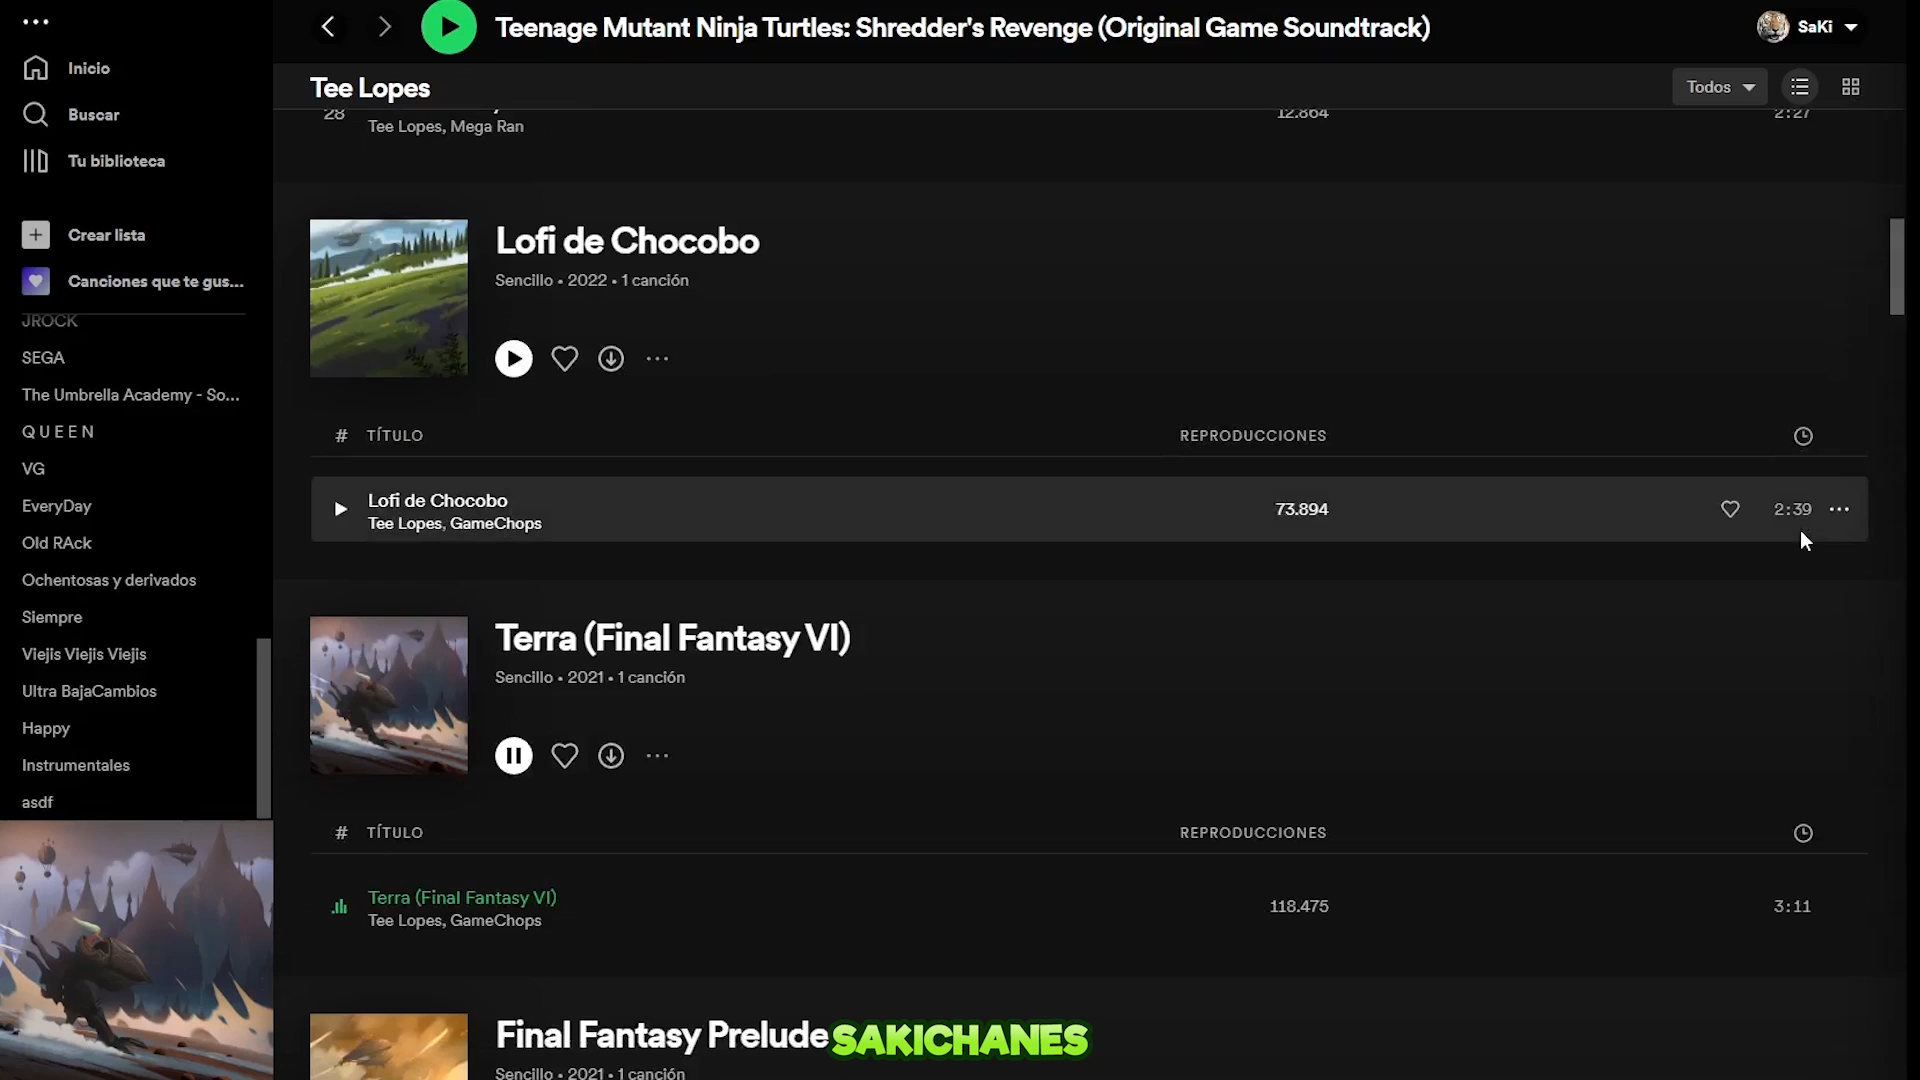 Teenage Mutant Ninja Turtles: Shredder's Revenge (Original Game Soundtrack)
SaKi
Inicio
Buscar
Tu biblioteca
Crear lista
Canciones que te gus...
JROCK
SEGA
The Umbrella Academy - So...
Q U E E N
VG
EveryDay
Old RAck
Ochentosas y derivados
Siempre
Viejis Viejis Viejis
Ultra BajaCambios
Happy
Instrumentales
asdf
Tee Lopes
Todos
28
12.864
2:27
Tee Lopes, Mega Ran
Lofi de Chocobo
Sencillo • 2022 • 1 canción
# TÍTULO REPRODUCCIONES
Lofi de Chocobo
Tee Lopes, GameChops
73.894
2:39
Terra (Final Fantasy VI)
Sencillo • 2021 • 1 canción
# TÍTULO REPRODUCCIONES
Terra (Final Fantasy VI)
Tee Lopes, GameChops
118.475
3:11
Final Fantasy Prelude
SAKICHANES
Sencillo • 2021 • 1 canción